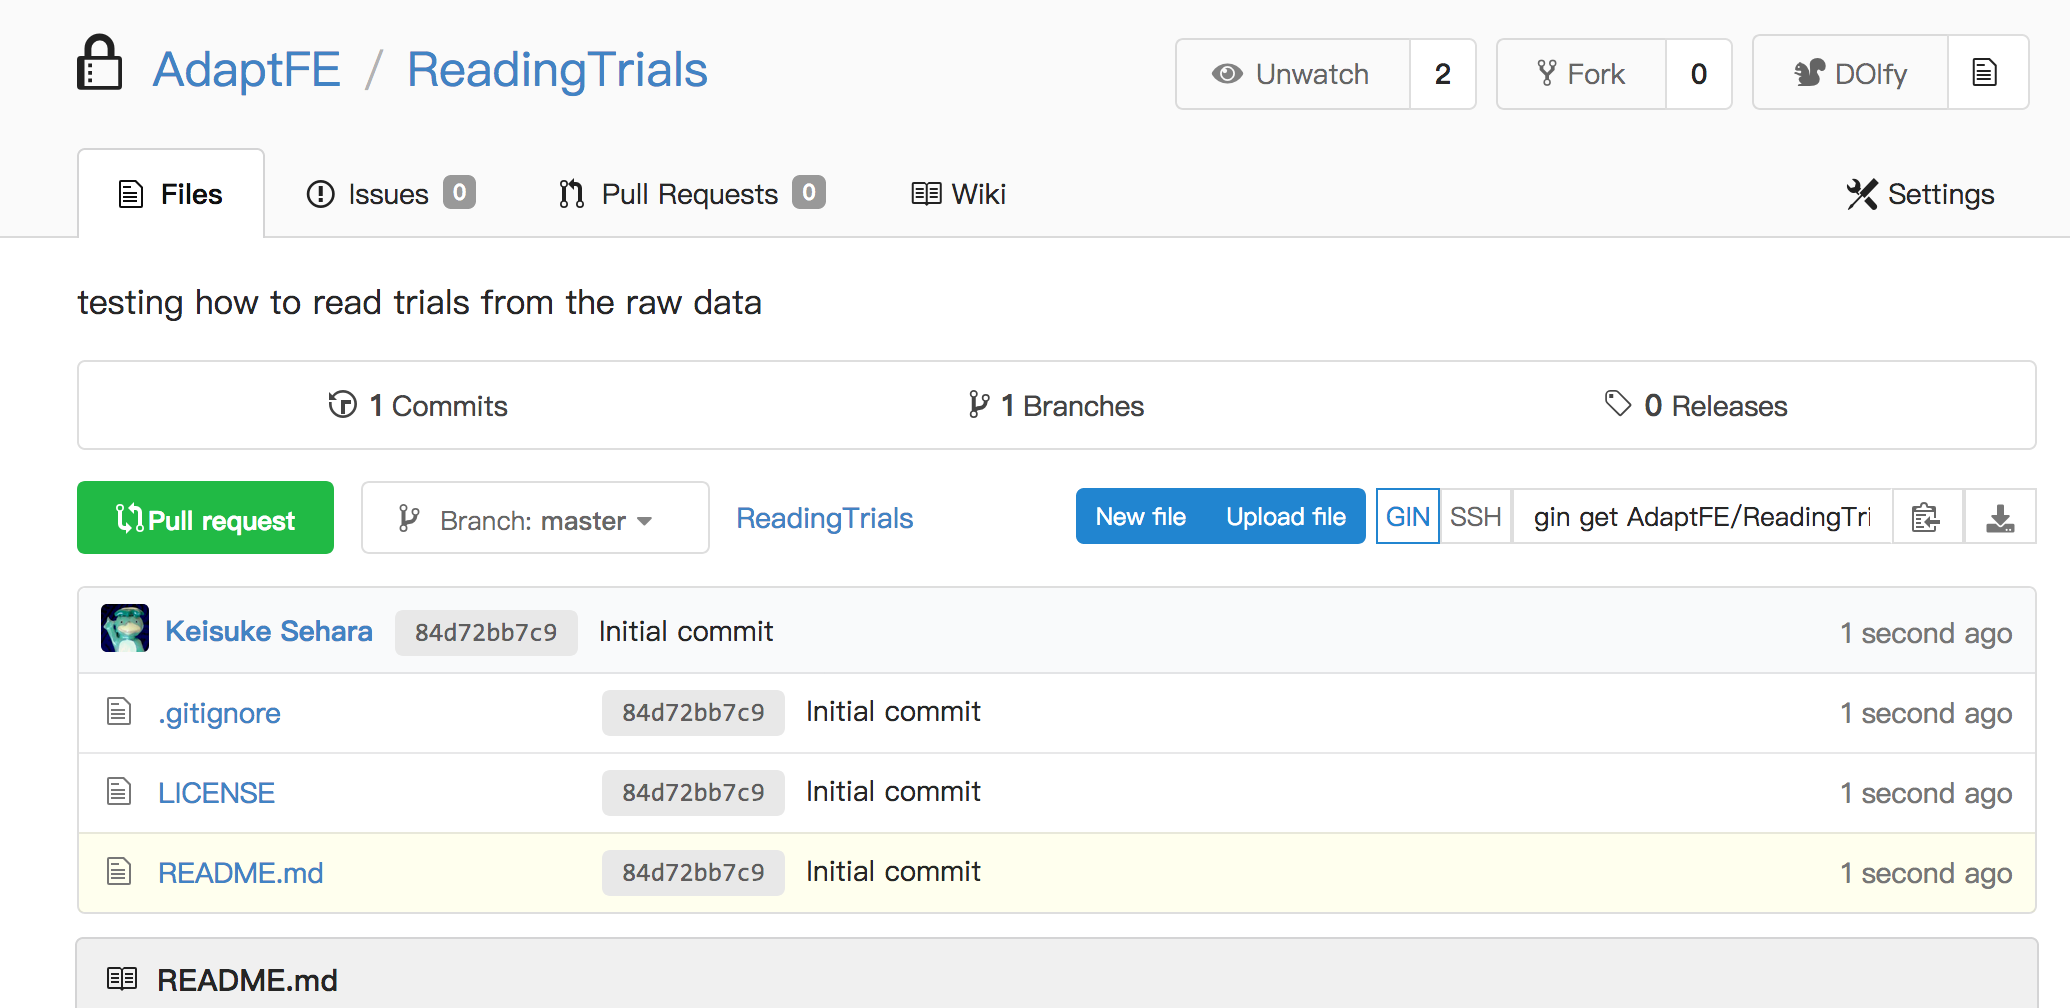 AdaptFE / ReadingTrials
Unwatch 2 Fork 0 DOIfy
Files Issues 0 Pull Requests 0 Wiki Settings
testing how to read trials from the raw data
1 Commits 1 Branches 0 Releases
Pull request Branch: master ReadingTrials New file Upload file GIN SSH gin get AdaptFE/ReadingTri
Keisuke Sehara 84d72bb7c9 Initial commit 1 second ago
.gitignore 84d72bb7c9 Initial commit 1 second ago
LICENSE 84d72bb7c9 Initial commit 1 second ago
README.md 84d72bb7c9 Initial commit 1 second ago
README.md